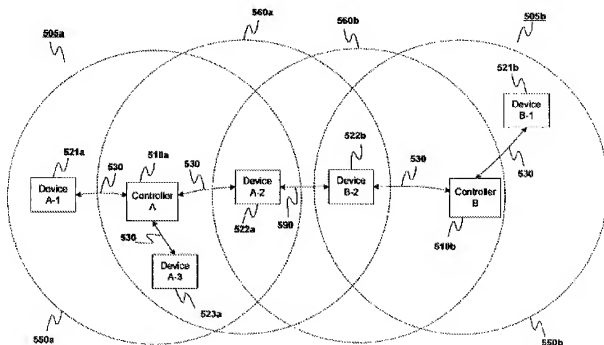 560a
560b
505a
505b
521b
Device
B-1
522b
521a
530
510a
530
530
530
Device
A-1
Controller
A
Device
A-2
Device
B-2
Controller
B
590
522a
510b
530
Device
A-3
523a
550a
550b